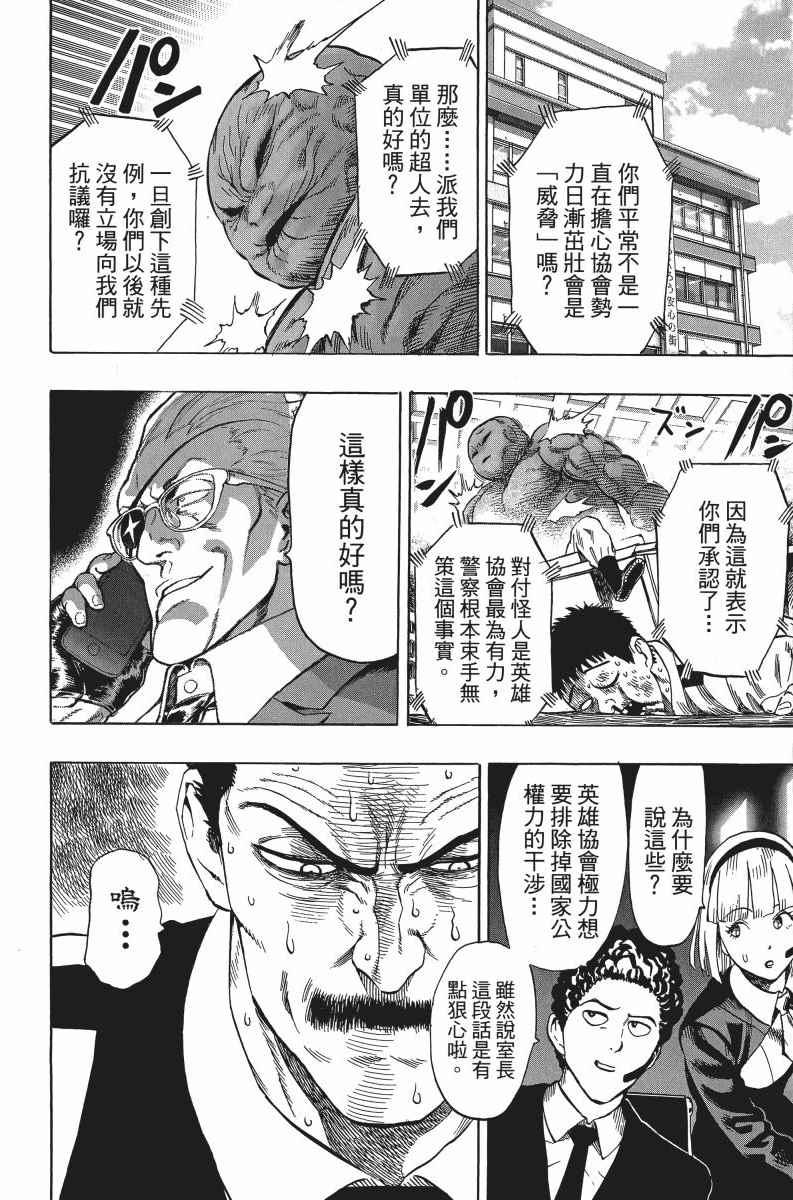 你們平常不是一
直在擔心協會勢
力日漸茁壯會是
「威脅」嗎?
安心の街
那麼……派我們
單位的超人去,
真的好嗎?
パン
一旦創下這種先
例,你們以後就
沒有立場向我們
抗議囉?
パ
ズン
因為這就表示
你們承認了…
對付怪人是英雄
協會最為有力,
警察根本束手無
策這個事實。
パ
這樣真的好嗎?
為什麼要
說這些?
英雄協會極力想
要排除掉國家公
權力的干涉…
雖然說室長
這段話是有
點狠心啦。
嗚…